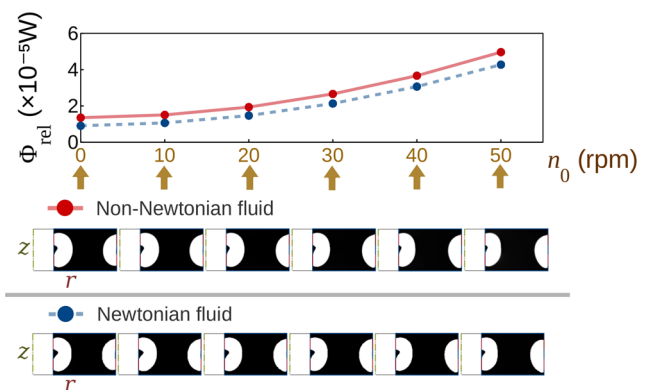 Φrel (×10⁻⁵W)
6
4
2
0
0 10 20 30 40 50 n0 (rpm)
Non-Newtonian fluid
z
r
Newtonian fluid
z
r